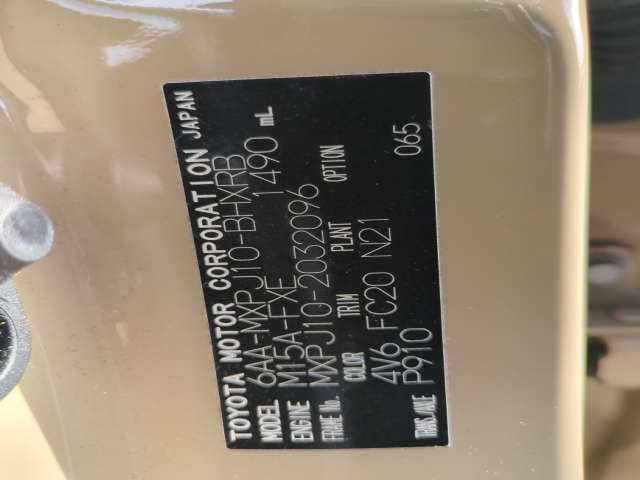 TOYOTA MOTOR CORPORATION JAPAN
MODEL 6AA-MXPJ10-BHXRB
ENGINE M15A-FXE 1490 mL
FRAME No. MXPJ10-2032096
COLOR TRIM PLANT OPTION
4V6 FC20 N21 065
TRNS./AXLE P910